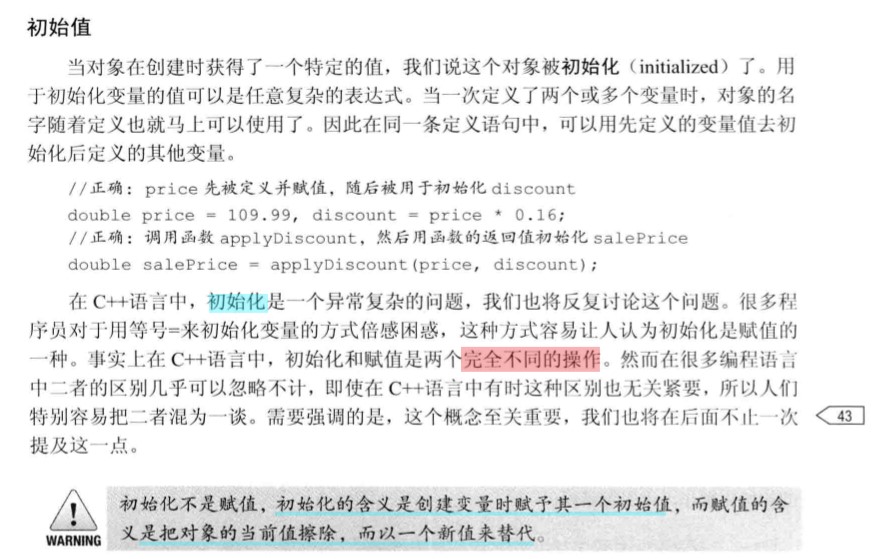 初始值
当对象在创建时获得了一个特定的值，我们说这个对象被初始化（initialized）了。用
于初始化变量的值可以是任意复杂的表达式。当一次定义了两个或多个变量时，对象的名
字随着定义也就马上可以使用了。因此在同一条定义语句中，可以用先定义的变量值去初
始化后定义的其他变量。
//正确：price 先被定义并赋值，随后被用于初始化 discount
double price = 109.99, discount = price * 0.16;
//正确：调用函数 applyDiscount，然后用函数的返回值初始化 salePrice
double salePrice = applyDiscount(price, discount);
在 C++语言中，初始化是一个异常复杂的问题，我们也将反复讨论这个问题。很多程
序员对于用等号=来初始化变量的方式倍感困惑，这种方式容易让人认为初始化是赋值的
一种。事实上在 C++语言中，初始化和赋值是两个完全不同的操作。然而在很多编程语言
中二者的区别几乎可以忽略不计，即使在 C++语言中有时这种区别也无关紧要，所以人们
特别容易把二者混为一谈。需要强调的是，这个概念至关重要，我们也将在后面不止一次
43
提及这一点。
初始化不是赋值，初始化的含义是创建变量时赋予其一个初始值，而赋值的含
义是把对象的当前值擦除，而以一个新值来替代。
WARNING